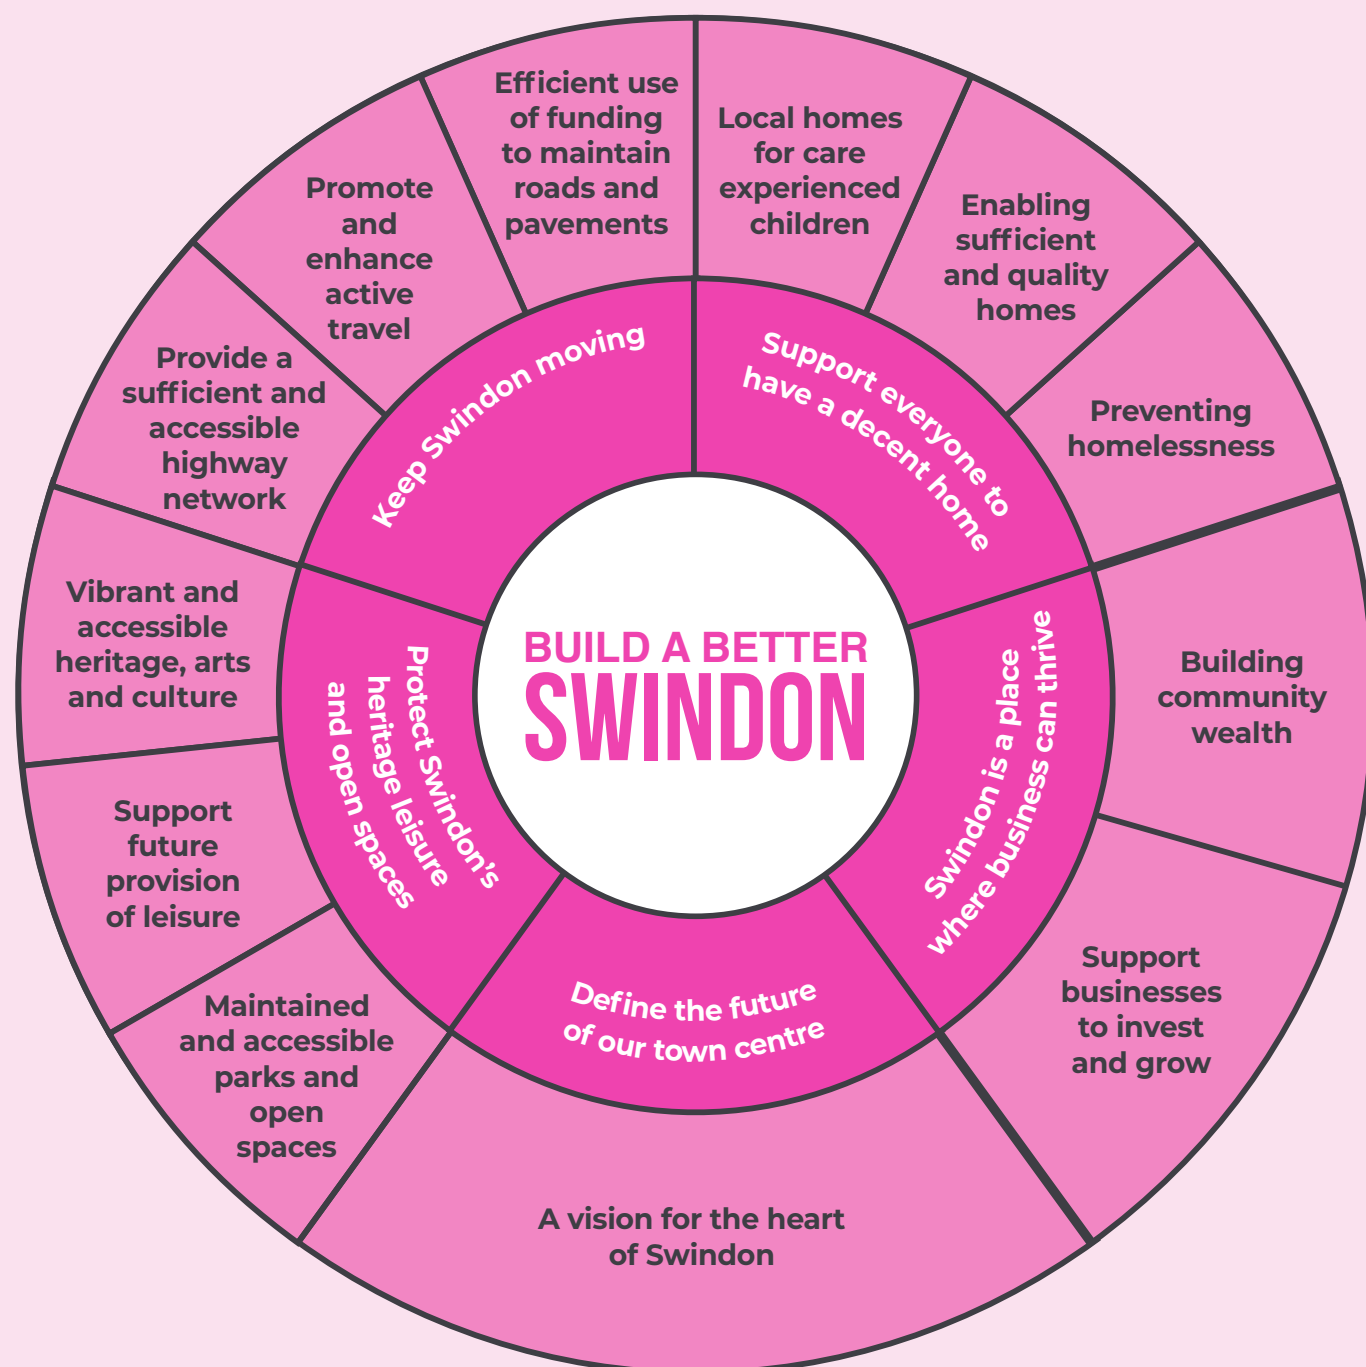 BUILD A BETTER
SWINDON
Support everyone to
have a decent home
Local homes
for care
experienced
children
Enabling
sufficient
and quality
homes
Preventing
homelessness
Swindon is a place
where business can thrive
Building
community
wealth
Support
businesses
to invest
and grow
Define the future
of our town centre
A vision for the heart
of Swindon
Protect Swindon’s
heritage leisure
and open spaces
Maintained
and accessible
parks and
open
spaces
Support
future
provision
of leisure
Vibrant and
accessible
heritage, arts
and culture
Keep Swindon moving
Provide a
sufficient and
accessible
highway
network
Promote
and
enhance
active
travel
Efficient use
of funding
to maintain
roads and
pavements